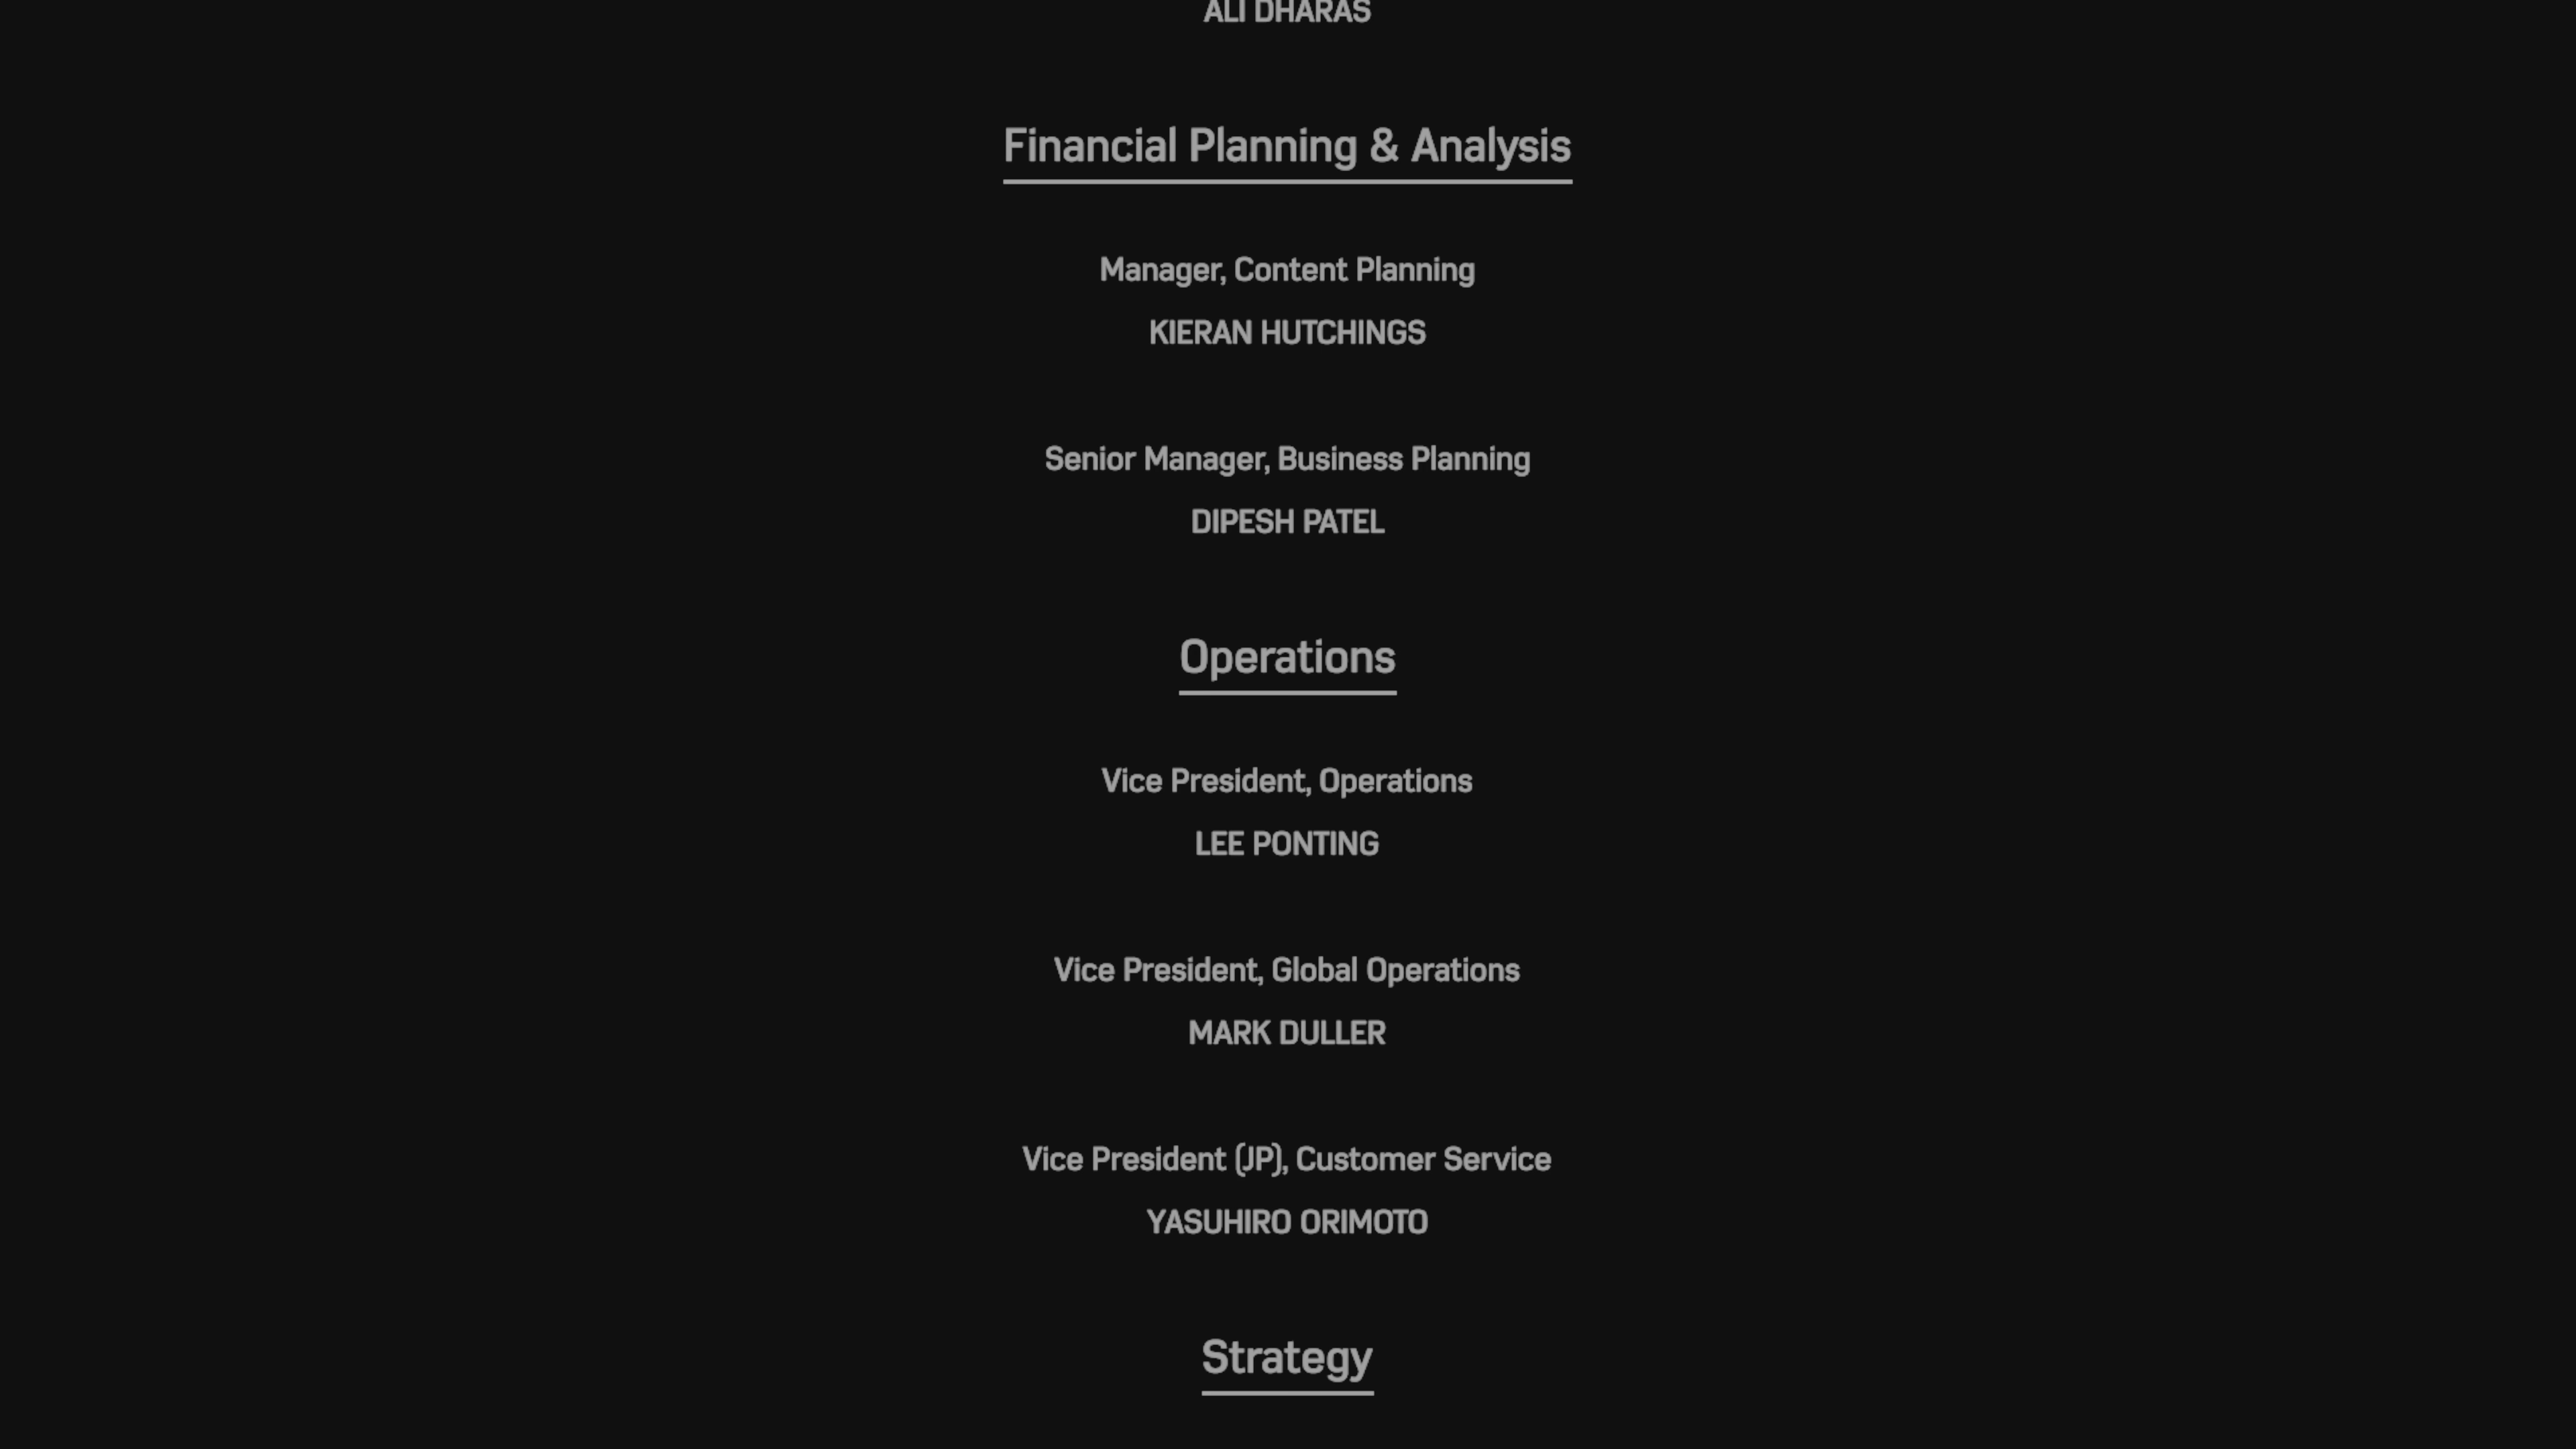 ALI DHARAS
Financial Planning & Analysis
Manager, Content Planning
KIERAN HUTCHINGS
Senior Manager, Business Planning
DIPESH PATEL
Operations
Vice President, Operations
LEE PONTING
Vice President, Global Operations
MARK DULLER
Vice President (JP), Customer Service
YASUHIRO ORIMOTO
Strategy